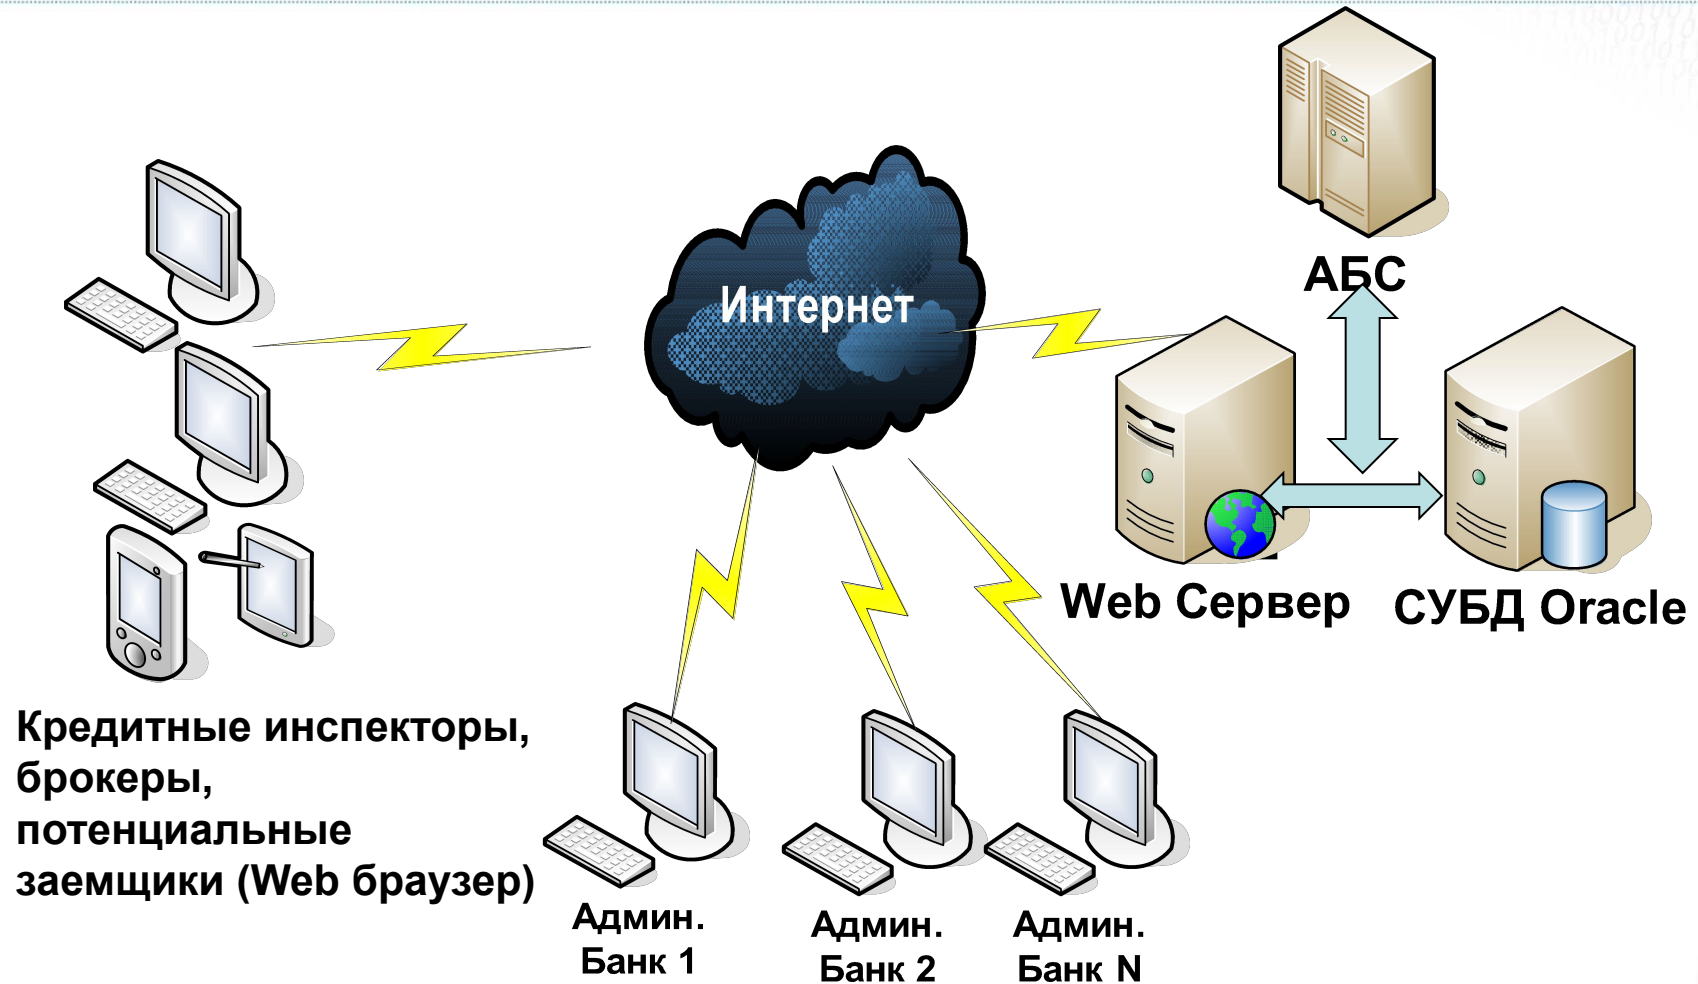 АБС
Интернет
Web Сервер
СУБД Oracle
Кредитные инспекторы,
брокеры,
потенциальные
заемщики (Web браузер)
Админ.
Банк 1
Админ.
Банк 2
Админ.
Банк N